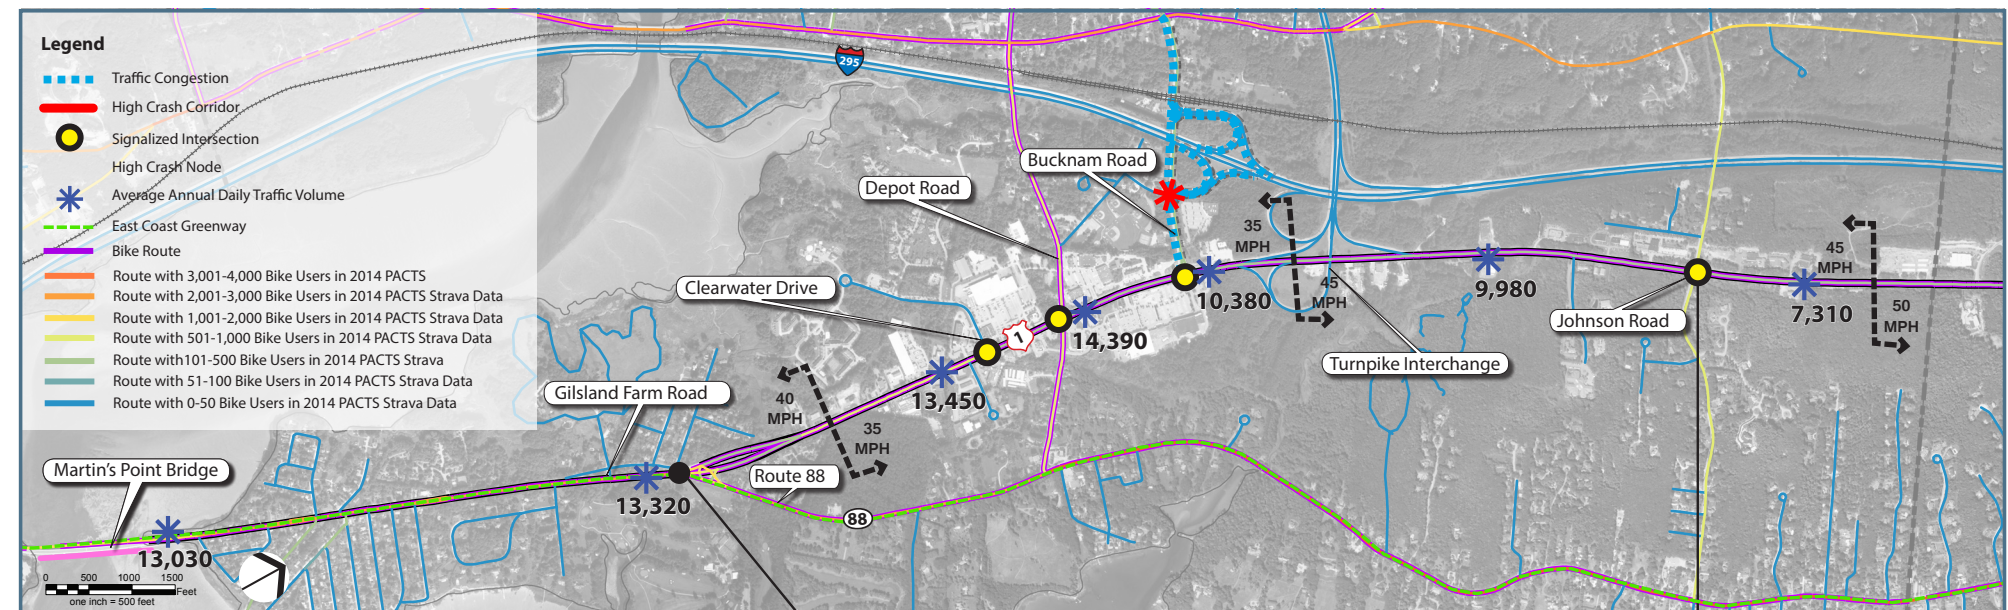 Legend
Traffic Congestion
High Crash Corridor
Signalized Intersection
High Crash Node
Average Annual Daily Traffic Volume
East Coast Greenway
Bike Route
Route with 3,001-4,000 Bike Users in 2014 PACTS
Route with 2,001-3,000 Bike Users in 2014 PACTS Strava Data
Route with 1,001-2,000 Bike Users in 2014 PACTS Strava Data
Route with 501-1,000 Bike Users in 2014 PACTS Strava Data
Route with101-500 Bike Users in 2014 PACTS Strava
Route with 51-100 Bike Users in 2014 PACTS Strava Data
Route with 0-50 Bike Users in 2014 PACTS Strava Data
295
Bucknam Road
Depot Road
Clearwater Drive
Gilsland Farm Road
Martin's Point Bridge
Route 88
88
1
Turnpike Interchange
Johnson Road
13,030
13,320
13,450
14,390
10,380
9,980
7,310
40
MPH
35
MPH
35
MPH
45
MPH
45
MPH
50
MPH
0 500 1000 1500
Feet
one inch = 500 feet